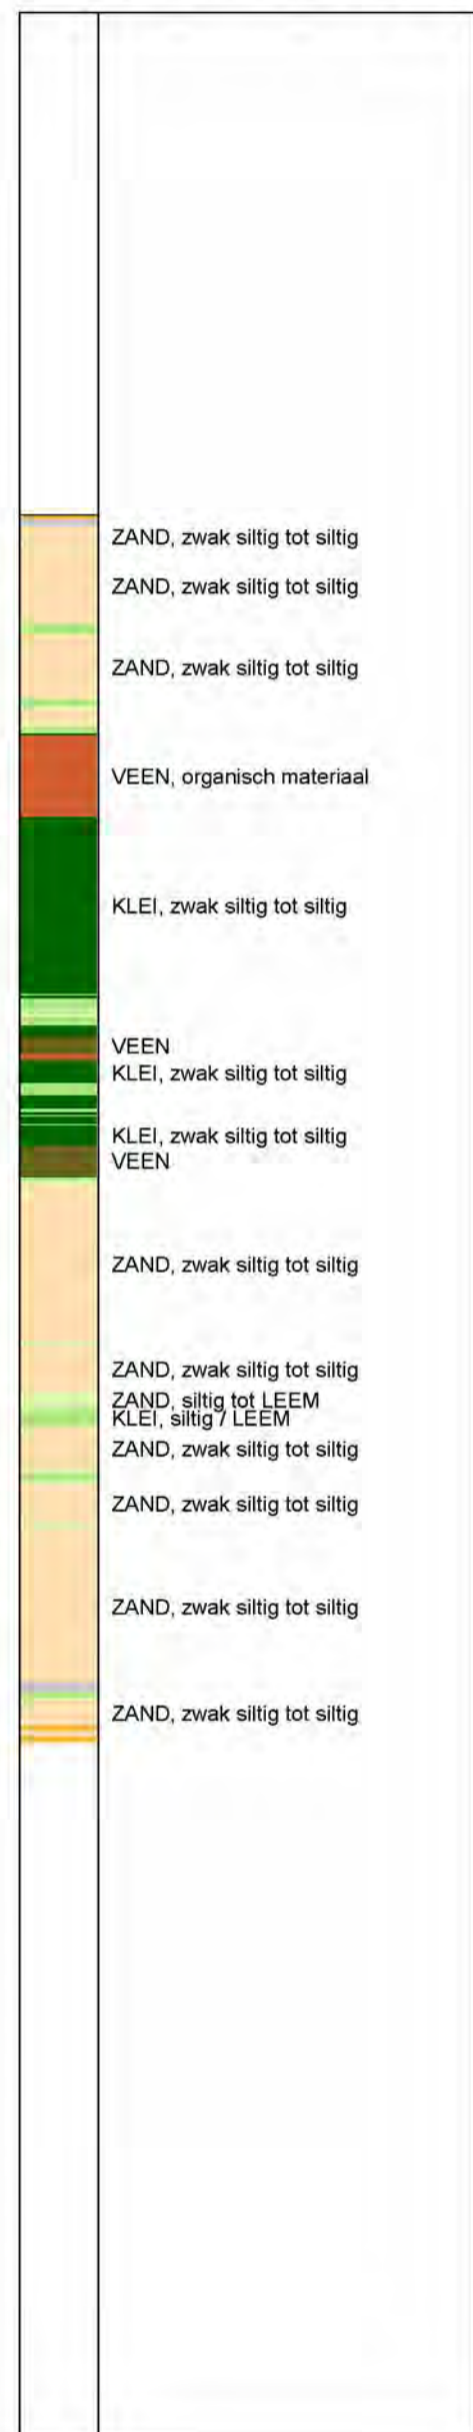 ZAND, zwak siltig tot siltig
ZAND, zwak siltig tot siltig
ZAND, zwak siltig tot siltig
VEEN, organisch materiaal
KLEI, zwak siltig tot siltig
VEEN
KLEI, zwak siltig tot siltig
KLEI, zwak siltig tot siltig
VEEN
ZAND, zwak siltig tot siltig
ZAND, zwak siltig tot siltig
ZAND, siltig tot LEEM
KLEI, siltig / LEEM
ZAND, zwak siltig tot siltig
ZAND, zwak siltig tot siltig
ZAND, zwak siltig tot siltig
ZAND, zwak siltig tot siltig